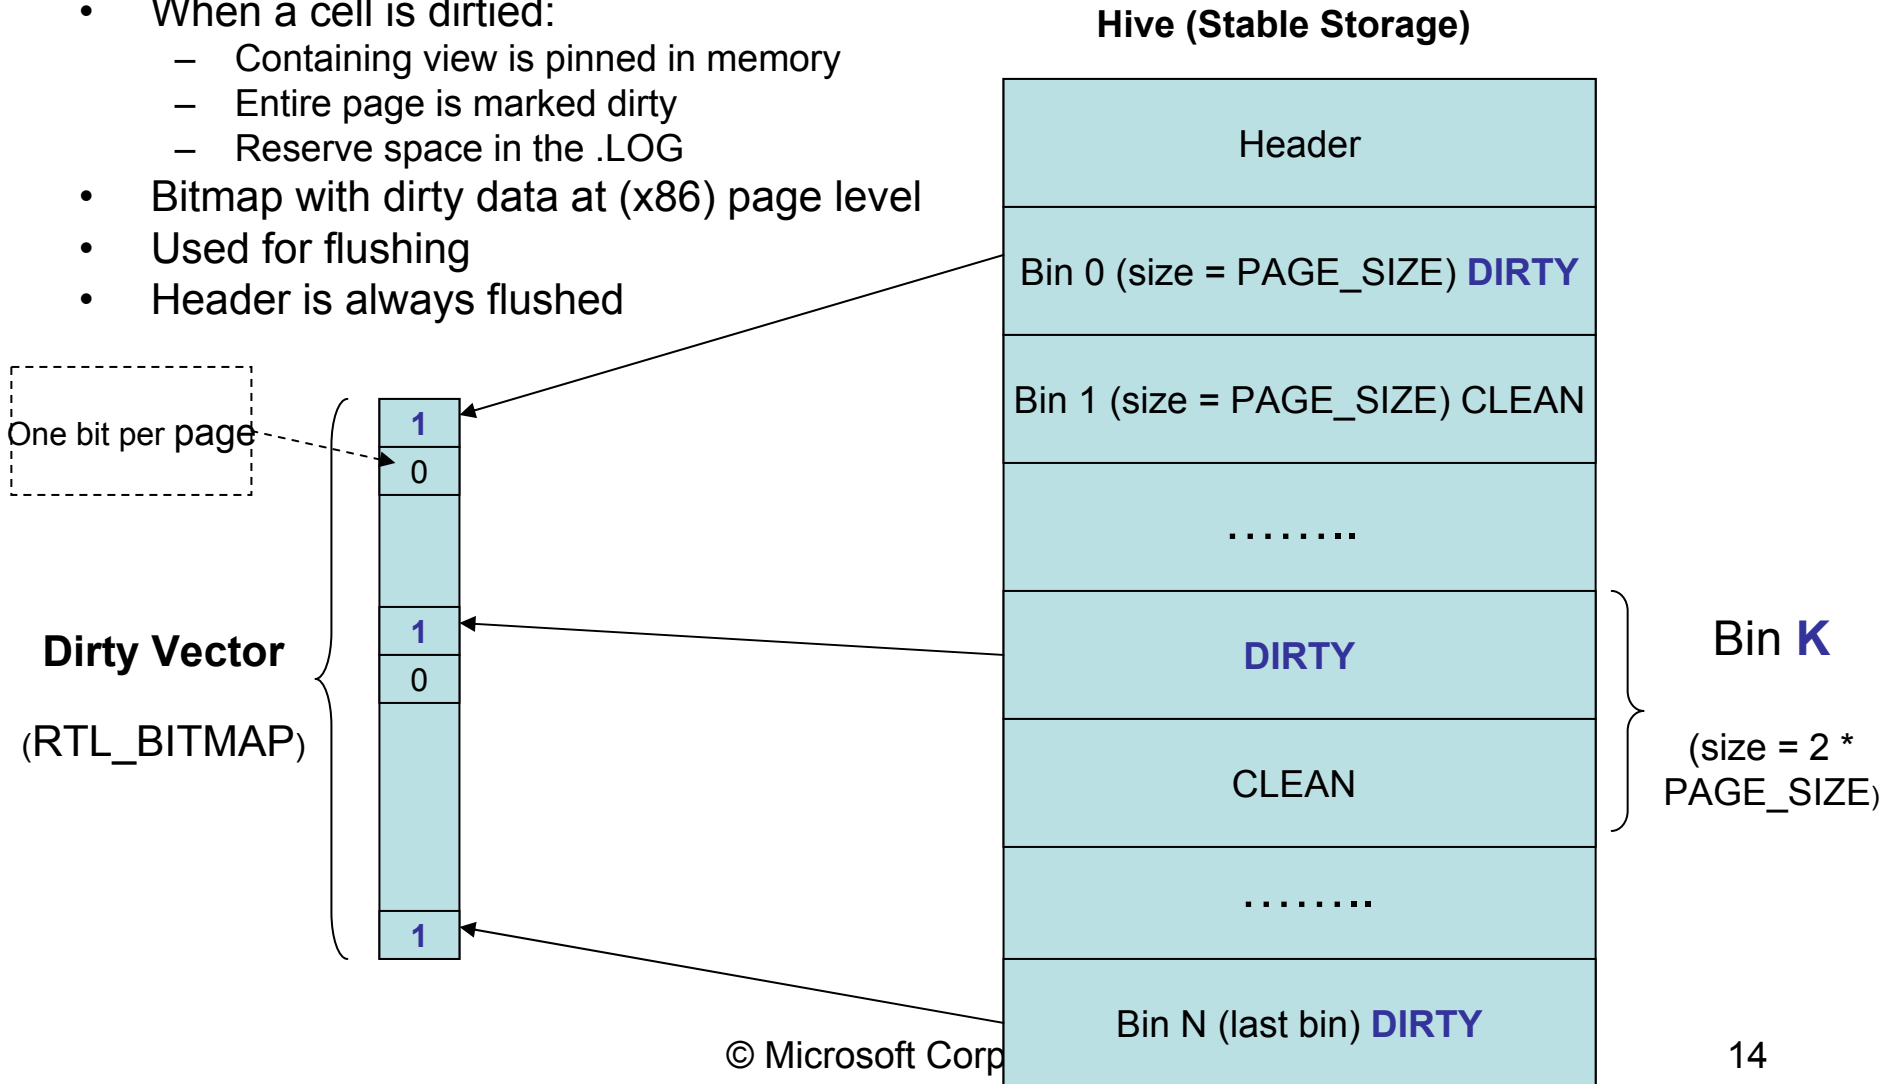 • When a cell is dirtied:
– Containing view is pinned in memory
– Entire page is marked dirty
– Reserve space in the .LOG
• Bitmap with dirty data at (x86) page level
• Used for flushing
• Header is always flushed
One bit per page
Dirty Vector
(RTL_BITMAP)
1
0
1
0
1
Hive (Stable Storage)
Header
Bin 0 (size = PAGE_SIZE) DIRTY
Bin 1 (size = PAGE_SIZE) CLEAN
........
DIRTY
CLEAN
........
Bin N (last bin) DIRTY
Bin K
(size = 2 *
PAGE_SIZE)
© Microsoft Corp
14